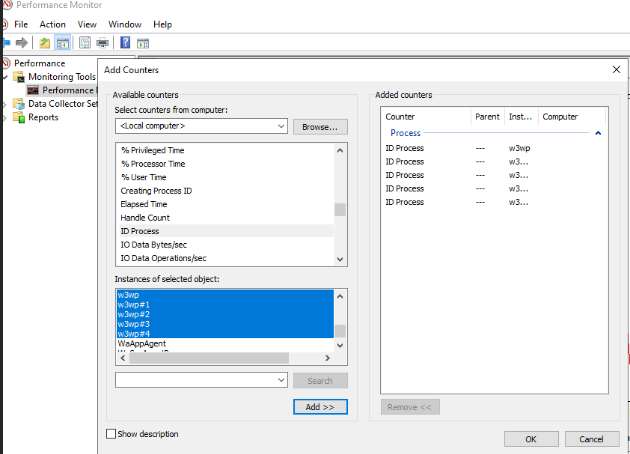 Performance Monitor
File Action View Window Help
Performance
Monitoring Tools
Performance
Data Collector Set
Reports
Add Counters
Available counters
Select counters from computer:
<Local computer>
Browse...
% Privileged Time
% Processor Time
% User Time
Creating Process ID
Elapsed Time
Handle Count
ID Process
IO Data Bytes/sec
IO Data Operations/sec
Instances of selected object:
w3wp
w3wp#1
w3wp#2
w3wp#3
w3wp#4
WaAppAgent
Search
Add >>
Show description
Added counters
Counter Parent Inst... Computer
Process
ID Process --- w3wp
ID Process --- w3...
ID Process --- w3...
ID Process --- w3...
ID Process --- w3...
Remove <<
OK Cancel